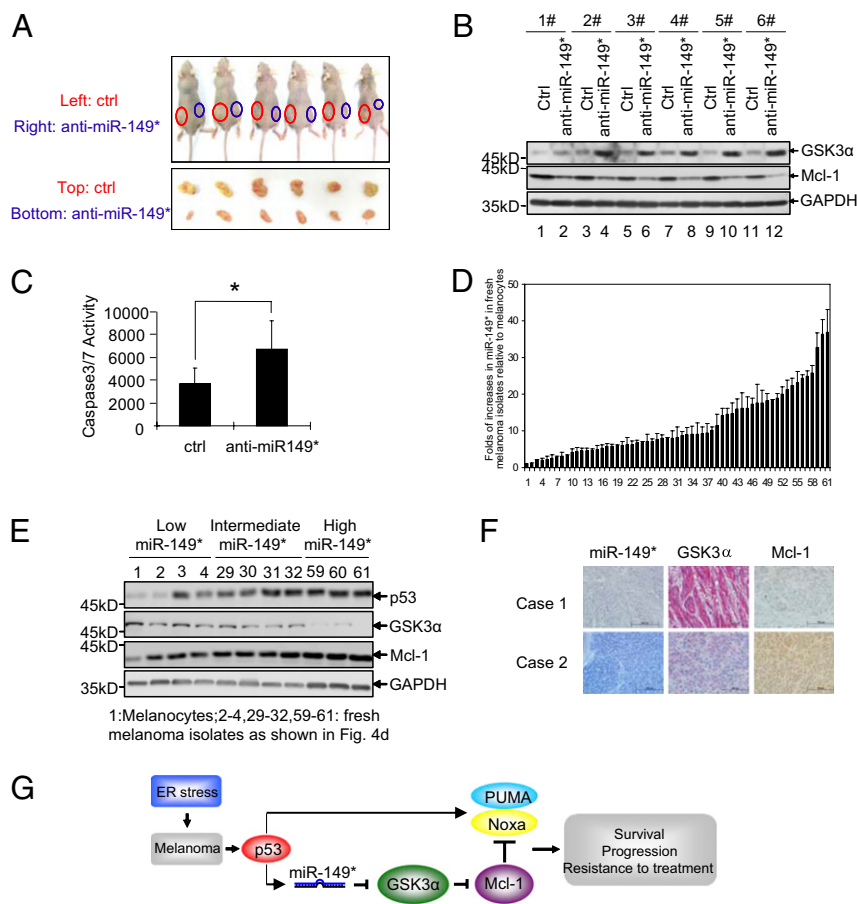 A
Left: ctrl
Right: anti-miR-149*
Top: ctrl
Bottom: anti-miR-149*
B
1# 2# 3# 4# 5# 6#
Ctrl anti-miR-149* Ctrl anti-miR-149* Ctrl anti-miR-149* Ctrl anti-miR-149* Ctrl anti-miR-149* Ctrl anti-miR-149*
45kD GSK3α
45kD Mcl-1
35kD GAPDH
1 2 3 4 5 6 7 8 9 10 11 12
C
Caspase3/7 Activity
10000
8000
6000
4000
2000
0
*
ctrl anti-miR149*
D
Folds of increases in miR-149* in fresh
melanoma isolates relative to melanocytes
50
40
30
20
10
0
1 4 7 10 13 16 19 22 25 28 31 34 37 40 43 46 49 52 55 58 61
E
Low Intermediate High
miR-149* miR-149* miR-149*
1 2 3 4 29 30 31 32 59 60 61
45kD p53
45kD GSK3α
45kD Mcl-1
35kD GAPDH
1:Melanocytes;2-4,29-32,59-61: fresh
melanoma isolates as shown in Fig. 4d
F
miR-149* GSK3α Mcl-1
Case 1
Case 2
G
ER stress
Melanoma
p53
miR-149*
GSK3α
Mcl-1
PUMA
Noxa
Survival
Progression
Resistance to treatment